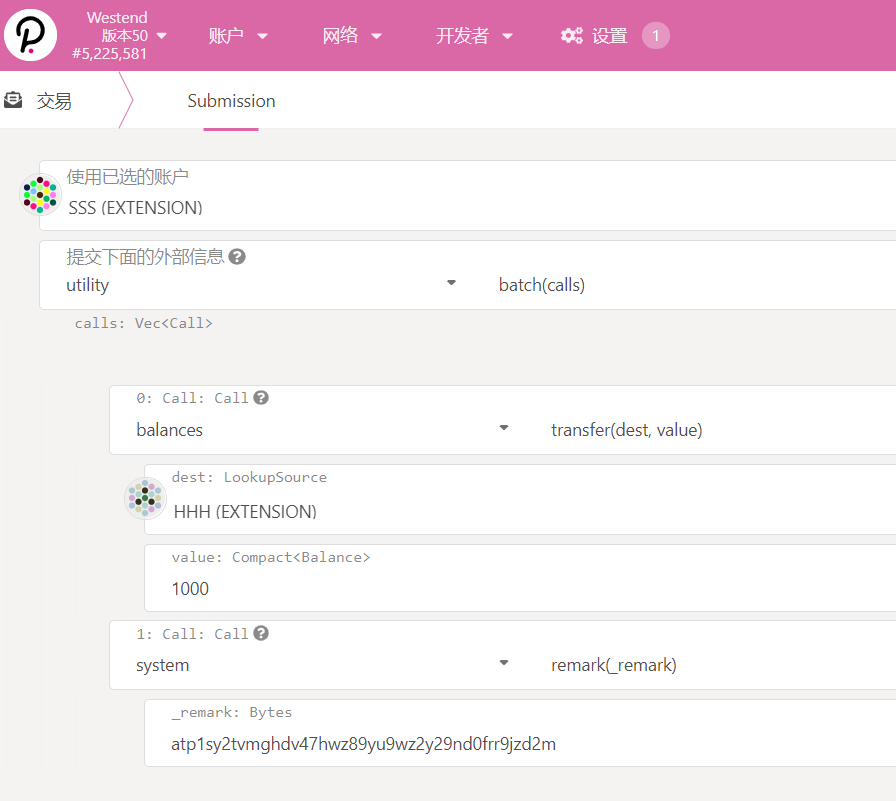 Westend
版本50
#5,225,581
账户
网络
开发者
设置
1
交易
Submission
使用已选的账户
SSS (EXTENSION)
提交下面的外部信息
utility
batch(calls)
calls: Vec<Call>
0: Call: Call
balances
transfer(dest, value)
dest: LookupSource
HHH (EXTENSION)
value: Compact<Balance>
1000
1: Call: Call
system
remark(_remark)
_remark: Bytes
atp1sy2tvmghdv47hwz89yu9wz2y29nd0frr9jzd2m